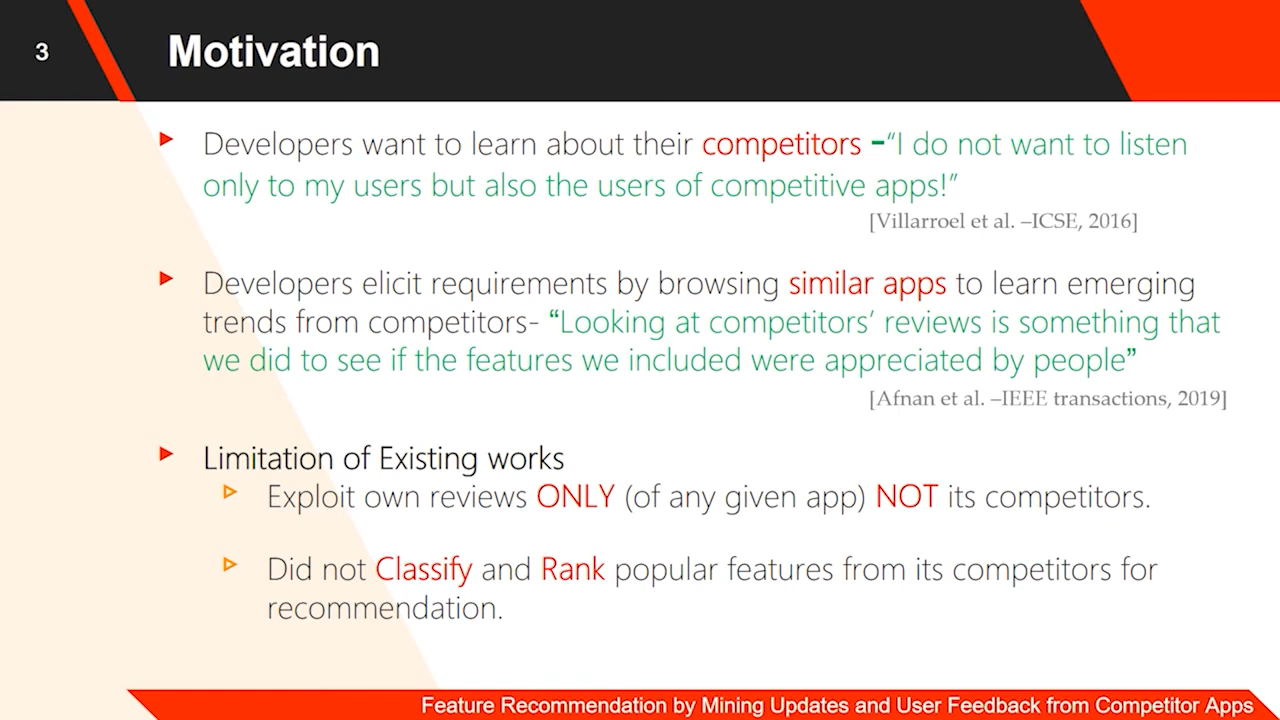 3
Motivation
Developers want to learn about their competitors –“I do not want to listen
only to my users but also the users of competitive apps!”
[Villarroel et al. –ICSE, 2016]
Developers elicit requirements by browsing similar apps to learn emerging
trends from competitors- “Looking at competitors’ reviews is something that
we did to see if the features we included were appreciated by people”
[Afnan et al. –IEEE transactions, 2019]
Limitation of Existing works
Exploit own reviews ONLY (of any given app) NOT its competitors.
Did not Classify and Rank popular features from its competitors for
recommendation.
Feature Recommendation by Mining Updates and User Feedback from Competitor Apps